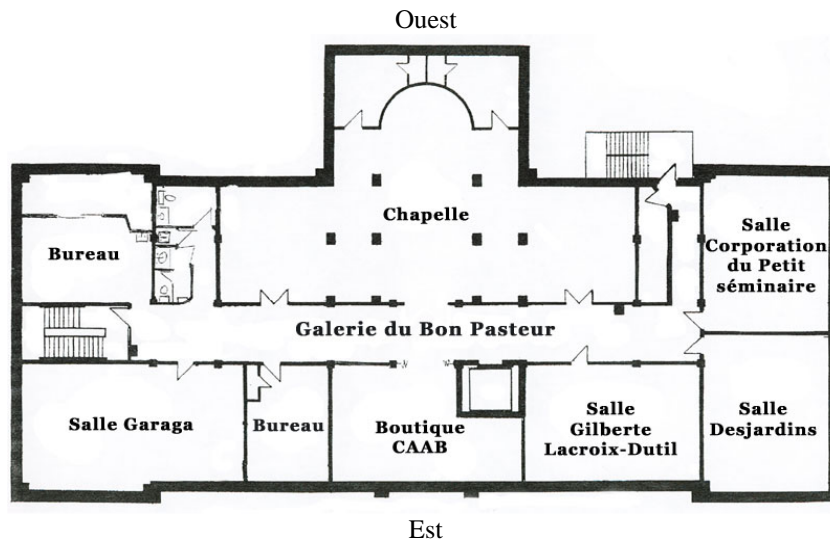 Ouest
Chapelle
Salle
Corporation
du Petit
séminaire
Bureau
Galerie du Bon Pasteur
Salle Garaga
Bureau
Boutique
CAAB
Salle
Gilberte
Lacroix-Dutil
Salle
Desjardins
Est